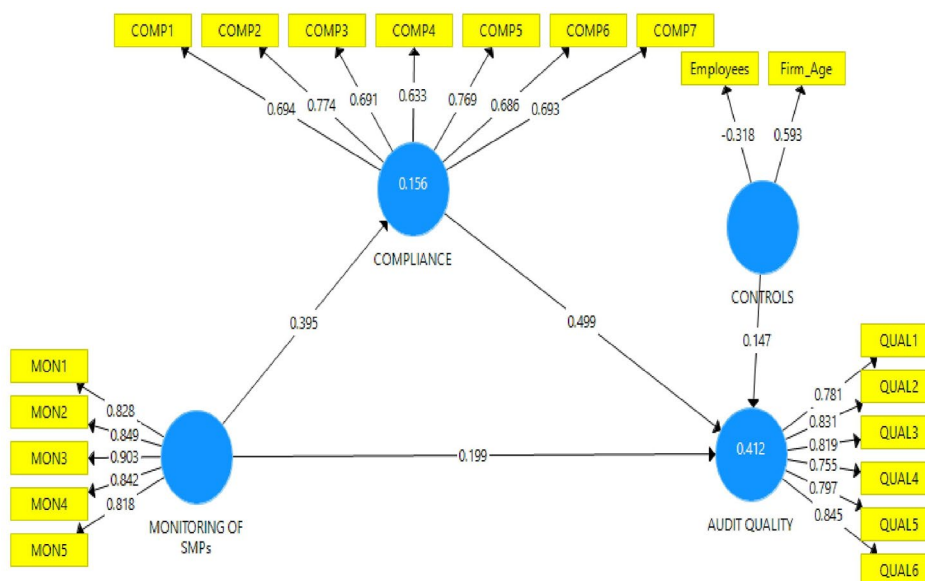 COMP1 COMP2 COMP3 COMP4 COMP5 COMP6 COMP7
Employees Firm_Age
0.694 0.774 0.691 0.633 0.769 0.686 0.693
-0.318 0.593
0.156
COMPLIANCE
CONTROLS
0.395
0.499
0.147
MON1
MON2
MON3
MON4
MON5
0.828
0.849
0.903
0.842
0.818
MONITORING OF
SMPs
0.199
0.412
AUDIT QUALITY
0.781
0.831
0.819
0.755
0.797
0.845
QUAL1
QUAL2
QUAL3
QUAL4
QUAL5
QUAL6